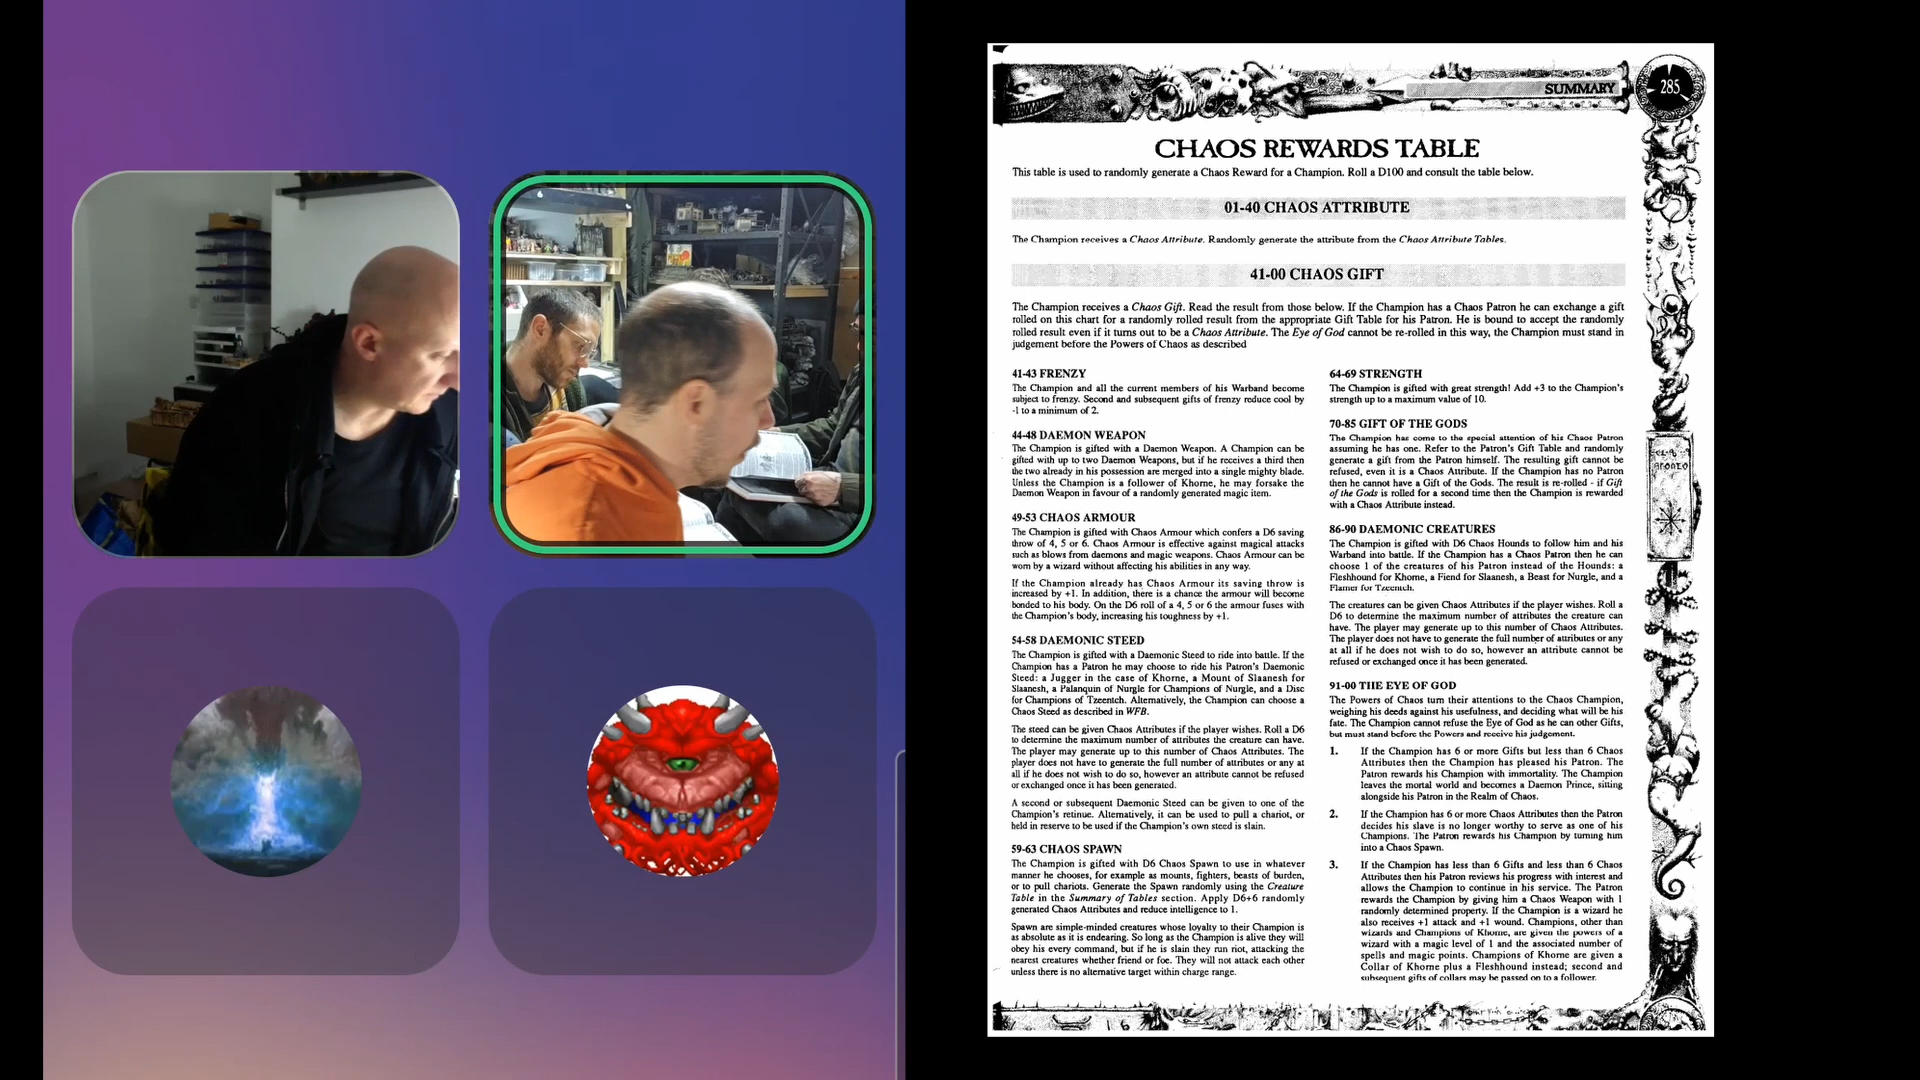 SUMMARY
285
CHAOS REWARDS TABLE
This table is used to randomly generate a Chaos Reward for a Champion. Roll a D100 and consult the table below.
01-40 CHAOS ATTRIBUTE
The Champion receives a Chaos Attribute. Randomly generate the attribute from the Chaos Attribute Tables.
41-00 CHAOS GIFT
The Champion receives a Chaos Gift. Read the result from those below. If the Champion has a Chaos Patron he can exchange a gift
rolled on this chart for a randomly rolled result from the appropriate Gift Table for his Patron. He is bound to accept the randomly
rolled result even if it turns out to be a Chaos Attribute. The Eye of God cannot be re-rolled in this way, the Champion must stand in
judgement before the Powers of Chaos as described
41-43 FRENZY
The Champion and all the current members of his Warband become
subject to frenzy. Second and subsequent gifts of frenzy reduce cool by
-1 to a minimum of 2.
44-48 DAEMON WEAPON
The Champion is gifted with a Daemon Weapon. A Champion can be
gifted with up to two Daemon Weapons, but if he receives a third then
the two already in his possession are merged into a single mighty blade.
Unless the Champion is a follower of Khorne, he may forsake the
Daemon Weapon in favour of a randomly generated magic item.
49-53 CHAOS ARMOUR
The Champion is gifted with Chaos Armour which confers a D6 saving
throw of 4, 5 or 6. Chaos Armour is effective against magical attacks
such as blows from daemons and magic weapons. Chaos Armour can be
worn by a wizard without affecting his abilities in any way.
If the Champion already has Chaos Armour its saving throw is
increased by +1. In addition, there is a chance the armour will become
bonded to his body. On the D6 roll of a 4, 5 or 6 the armour fuses with
the Champion's body, increasing his toughness by +1.
54-58 DAEMONIC STEED
The Champion is gifted with a Daemonic Steed to ride into battle. If the
Champion has a Patron he may choose to ride his Patron's Daemonic
Steed: a Jugger in the case of Khorne, a Mount of Slaanesh for
Slaanesh, a Palanquin of Nurgle for Champions of Nurgle, and a Disc
for Champions of Tzeentch. Alternatively, the Champion can choose a
Chaos Steed as described in WFB.
The steed can be given Chaos Attributes if the player wishes. Roll a D6
to determine the maximum number of attributes the creature can have.
The player may generate up to this number of Chaos Attributes. The
player does not have to generate the full number of attributes or any at
all if he does not wish to do so, however an attribute cannot be refused
or exchanged once it has been generated.
A second or subsequent Daemonic Steed can be given to one of the
Champion's retinue. Alternatively, it can be used to pull a chariot, or
held in reserve to be used if the Champion's own steed is slain.
59-63 CHAOS SPAWN
The Champion is gifted with D6 Chaos Spawn to use in whatever
manner he chooses, for example as mounts, fighters, beasts of burden,
or to pull chariots. Generate the Spawn randomly using the Creature
Table in the Summary of Tables section. Apply D6+6 randomly
generated Chaos Attributes and reduce intelligence to 1.
Spawn are simple-minded creatures whose loyalty to their Champion is
as absolute as it is endearing. So long as the Champion is alive they will
obey his every command, but if he is slain they run riot, attacking the
nearest creatures whether friend or foe. They will not attack each other
unless there is no alternative target within charge range.
64-69 STRENGTH
The Champion is gifted with great strength! Add +3 to the Champion's
strength up to a maximum value of 10.
70-85 GIFT OF THE GODS
The Champion has come to the special attention of his Chaos Patron
assuming he has one. Refer to the Patron's Gift Table and randomly
generate a gift from the Patron himself. The resulting gift cannot be
refused, even it is a Chaos Attribute. If the Champion has no Patron
then he cannot have a Gift of the Gods. The result is re-rolled - if Gift
of the Gods is rolled for a second time then the Champion is rewarded
with a Chaos Attribute instead.
86-90 DAEMONIC CREATURES
The Champion is gifted with D6 Chaos Hounds to follow him and his
Warband into battle. If the Champion has a Chaos Patron then he can
choose 1 of the creatures of his Patron instead of the Hounds: a
Fleshhound for Khorne, a Fiend for Slaanesh, a Beast for Nurgle, and a
Flamer for Tzeentch.
The creatures can be given Chaos Attributes if the player wishes. Roll a
D6 to determine the maximum number of attributes the creature can
have. The player may generate up to this number of Chaos Attributes.
The player does not have to generate the full number of attributes or any
at all if he does not wish to do so, however an attribute cannot be
refused or exchanged once it has been generated.
91-00 THE EYE OF GOD
The Powers of Chaos turn their attentions to the Chaos Champion,
weighing his deeds against his usefulness, and deciding what will be his
fate. The Champion cannot refuse the Eye of God as he can other Gifts,
but must stand before the Powers and receive his judgement.
1. If the Champion has 6 or more Gifts but less than 6 Chaos
Attributes then the Champion has pleased his Patron. The
Patron rewards his Champion with immortality. The Champion
leaves the mortal world and becomes a Daemon Prince, sitting
alongside his Patron in the Realm of Chaos.
2. If the Champion has 6 or more Chaos Attributes then the Patron
decides his slave is no longer worthy to serve as one of his
Champions. The Patron rewards his Champion by turning him
into a Chaos Spawn.
3. If the Champion has less than 6 Gifts and less than 6 Chaos
Attributes then his Patron reviews his progress with interest and
allows the Champion to continue in his service. The Patron
rewards the Champion by giving him a Chaos Weapon with 1
randomly determined property. If the Champion is a wizard he
also receives +1 attack and +1 wound. Champions, other than
wizards and Champions of Khorne, are given the powers of a
wizard with a magic level of 1 and the associated number of
spells and magic points. Champions of Khorne are given a
Collar of Khorne plus a Fleshhound instead; second and
subsequent gifts of collars may be passed on to a follower.